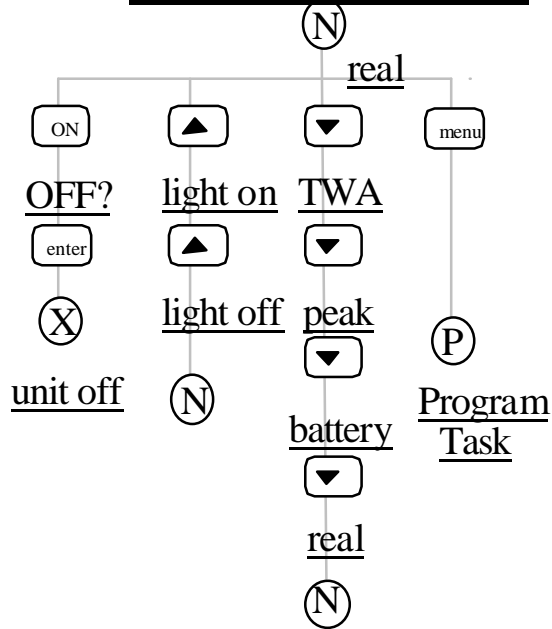 N
real
ON
menu
OFF?
light on
TWA
enter
light off
peak
X
P
unit off
N
Program
Task
battery
real
N